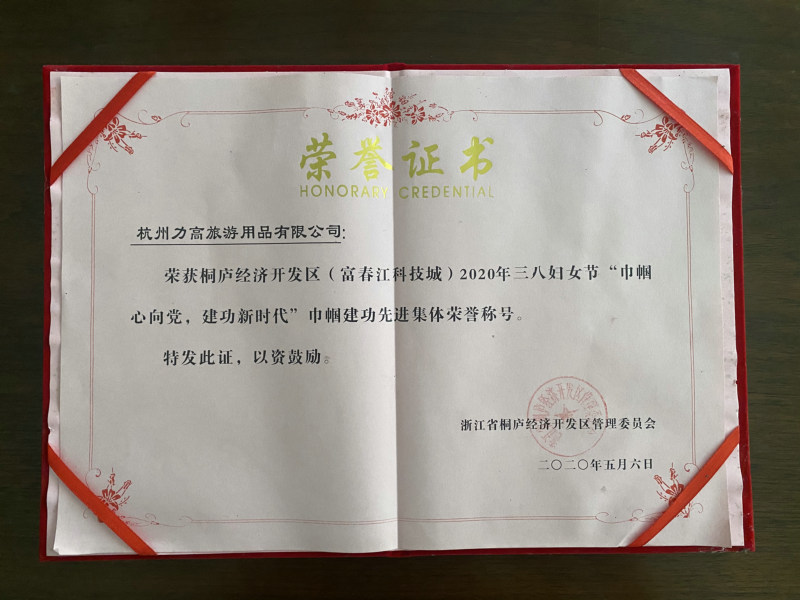 荣誉证书
HONORARY CREDENTIAL
杭州力高旅游用品有限公司:
荣获桐庐经济开发区（富春江科技城）2020年三八妇女节“巾帼
心向党，建功新时代”巾帼建功先进集体荣誉称号。
特发此证，以资鼓励。
浙江省桐庐经济开发区管理委员会
二〇二〇年五月六日